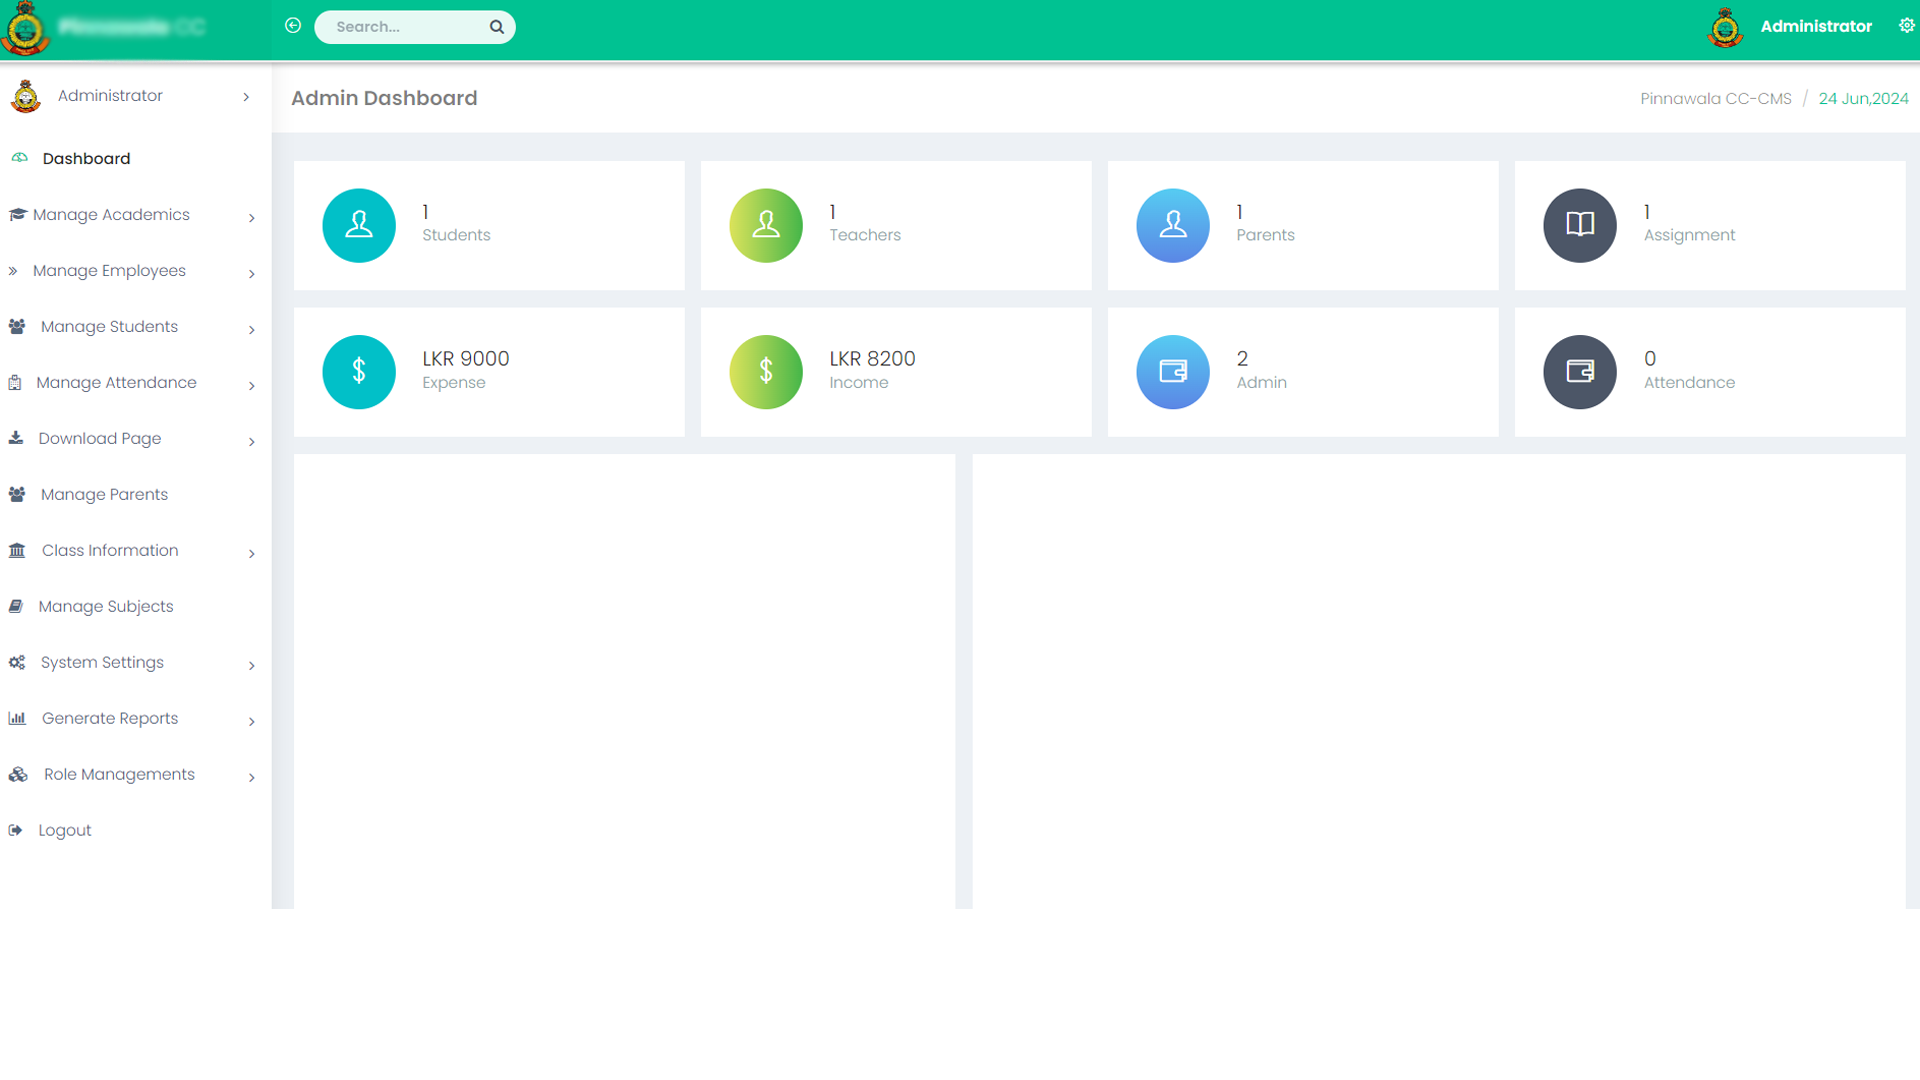 Pinnawala CC
Search...
Administrator
Administrator
Admin Dashboard
Pinnawala CC-CMS / 24 Jun,2024
Dashboard
Manage Academics
Manage Employees
Manage Students
Manage Attendance
Download Page
Manage Parents
Class Information
Manage Subjects
System Settings
Generate Reports
Role Managements
Logout
1
Students
1
Teachers
1
Parents
1
Assignment
LKR 9000
Expense
LKR 8200
Income
2
Admin
0
Attendance